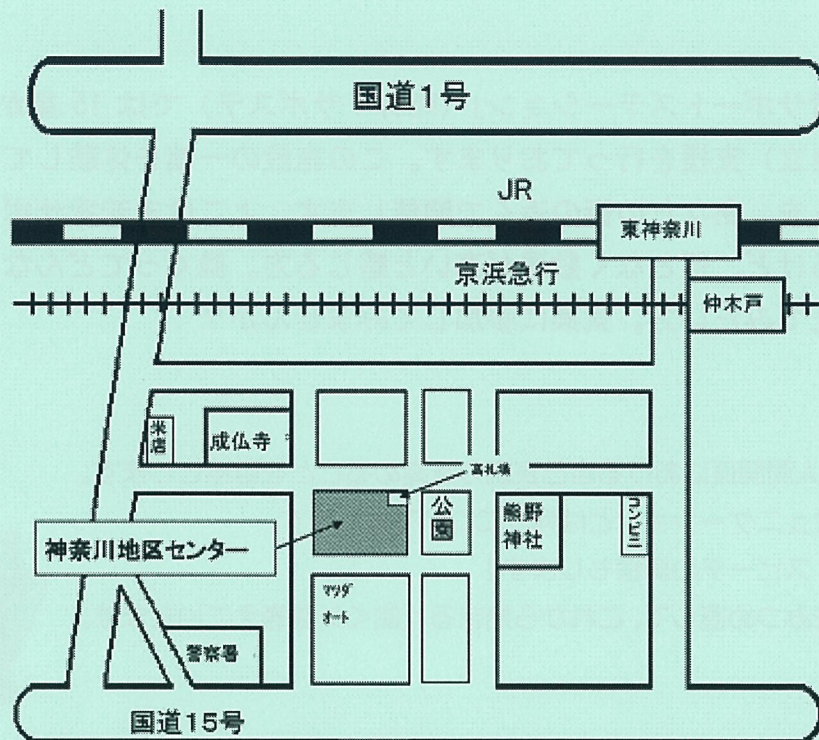 国道1号
JR
東神奈川
京浜急行
仲木戸
米店
成仏寺
高札場
公園
熊野
神社
コンビニ
神奈川地区センター
マツダ
オート
警察署
国道15号